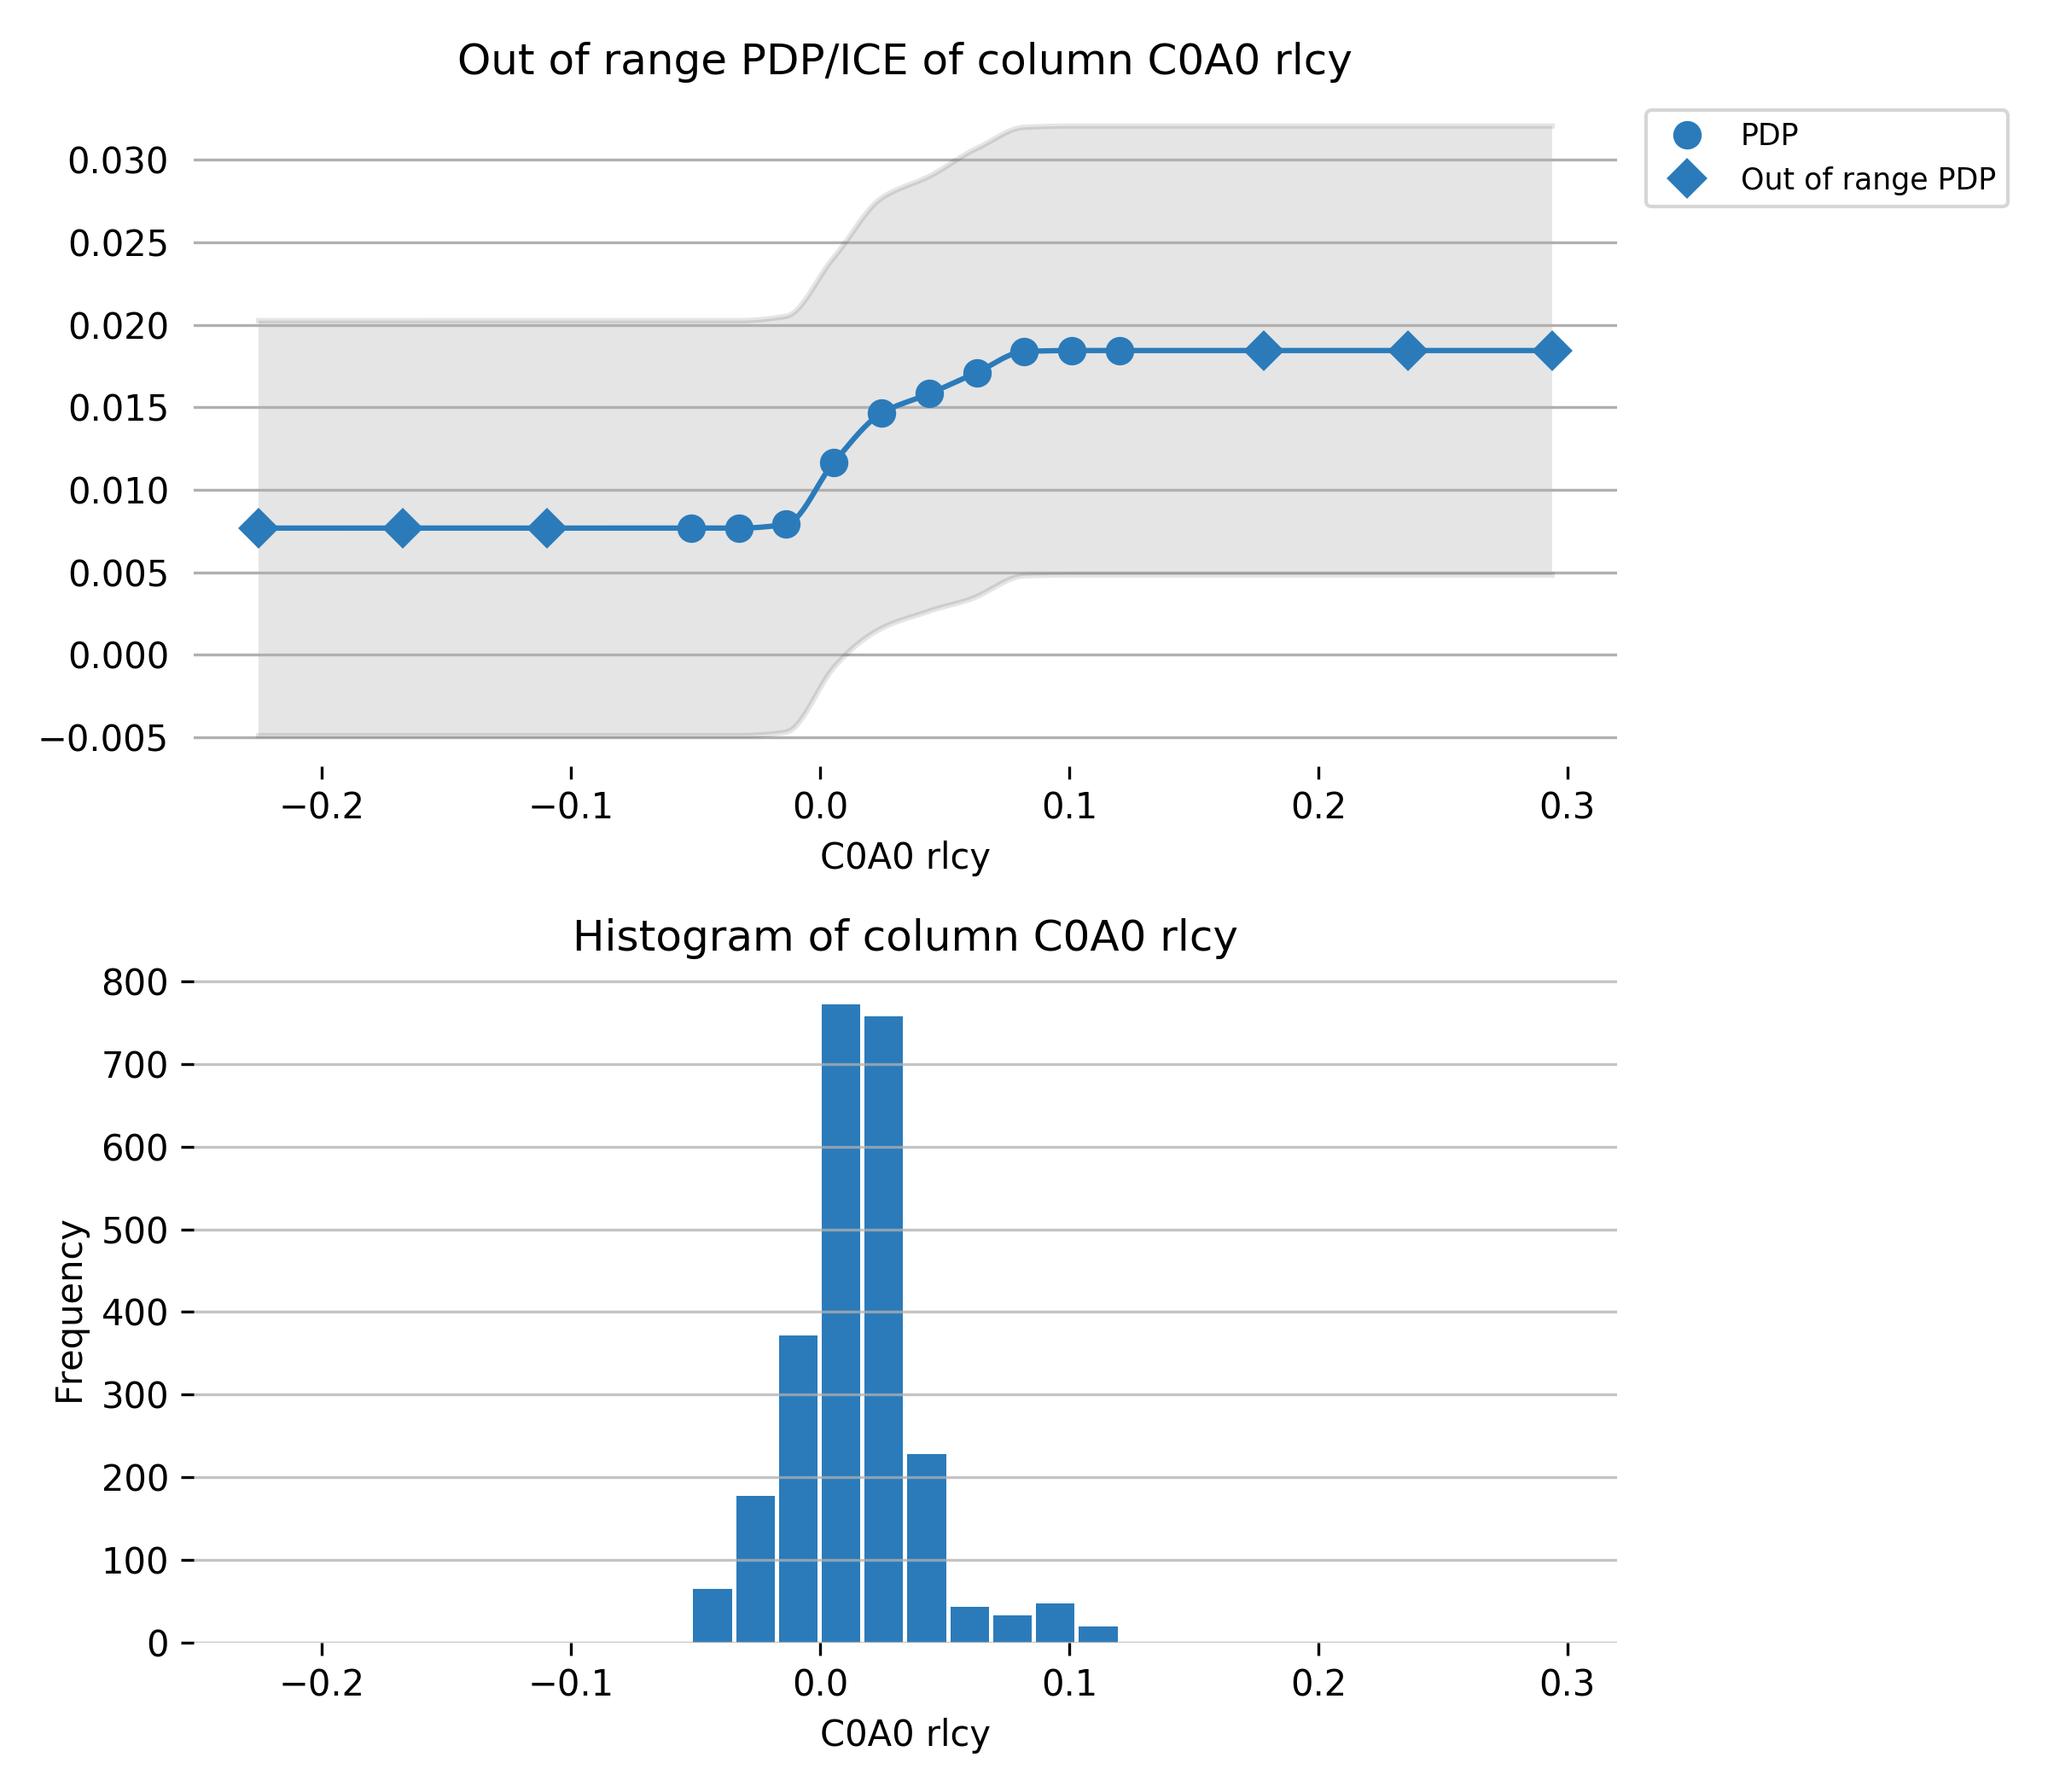 Out of range PDP/ICE of column C0A0 rlcy
PDP
Out of range PDP
0.030
0.025
0.020
0.015
0.010
0.005
0.000
−0.005
−0.2 −0.1 0.0 0.1 0.2 0.3
C0A0 rlcy
Histogram of column C0A0 rlcy
800
700
600
500
400
300
200
100
0
Frequency
−0.2 −0.1 0.0 0.1 0.2 0.3
C0A0 rlcy